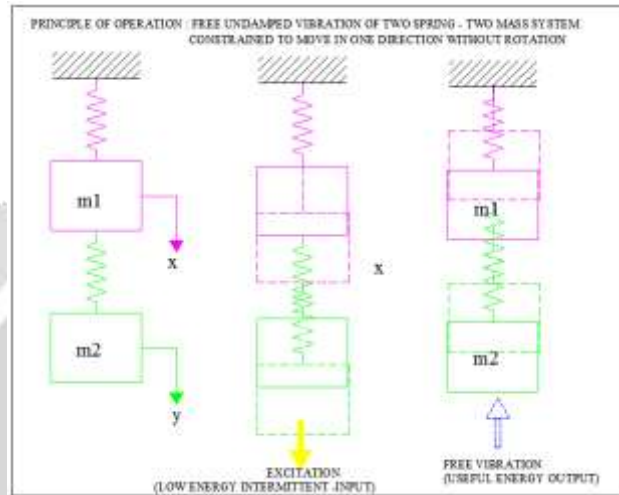 PRINCIPLE OF OPERATION : FREE UNDAMPED VIBRATION OF TWO SPRING - TWO MASS SYSTEM
CONSTRAINED TO MOVE IN ONE DIRECTION WITHOUT ROTATION
m1
x
m2
y
x
EXCITATION
(LOW ENERGY INTERMITTENT -INPUT)
m1
m2
FREE VIBRATION
(USEFUL ENERGY OUTPUT)